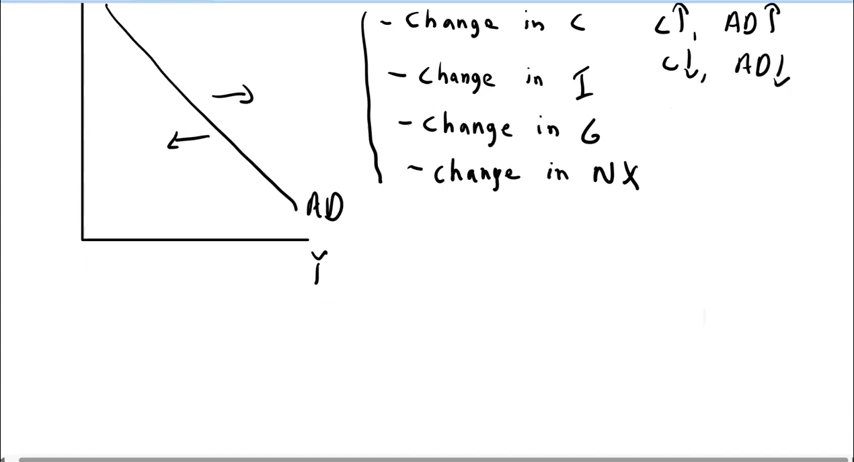 - Change in C C↑, AD↑
- Change in I C↓, AD↓
- Change in G
- Change in NX
AD
Y